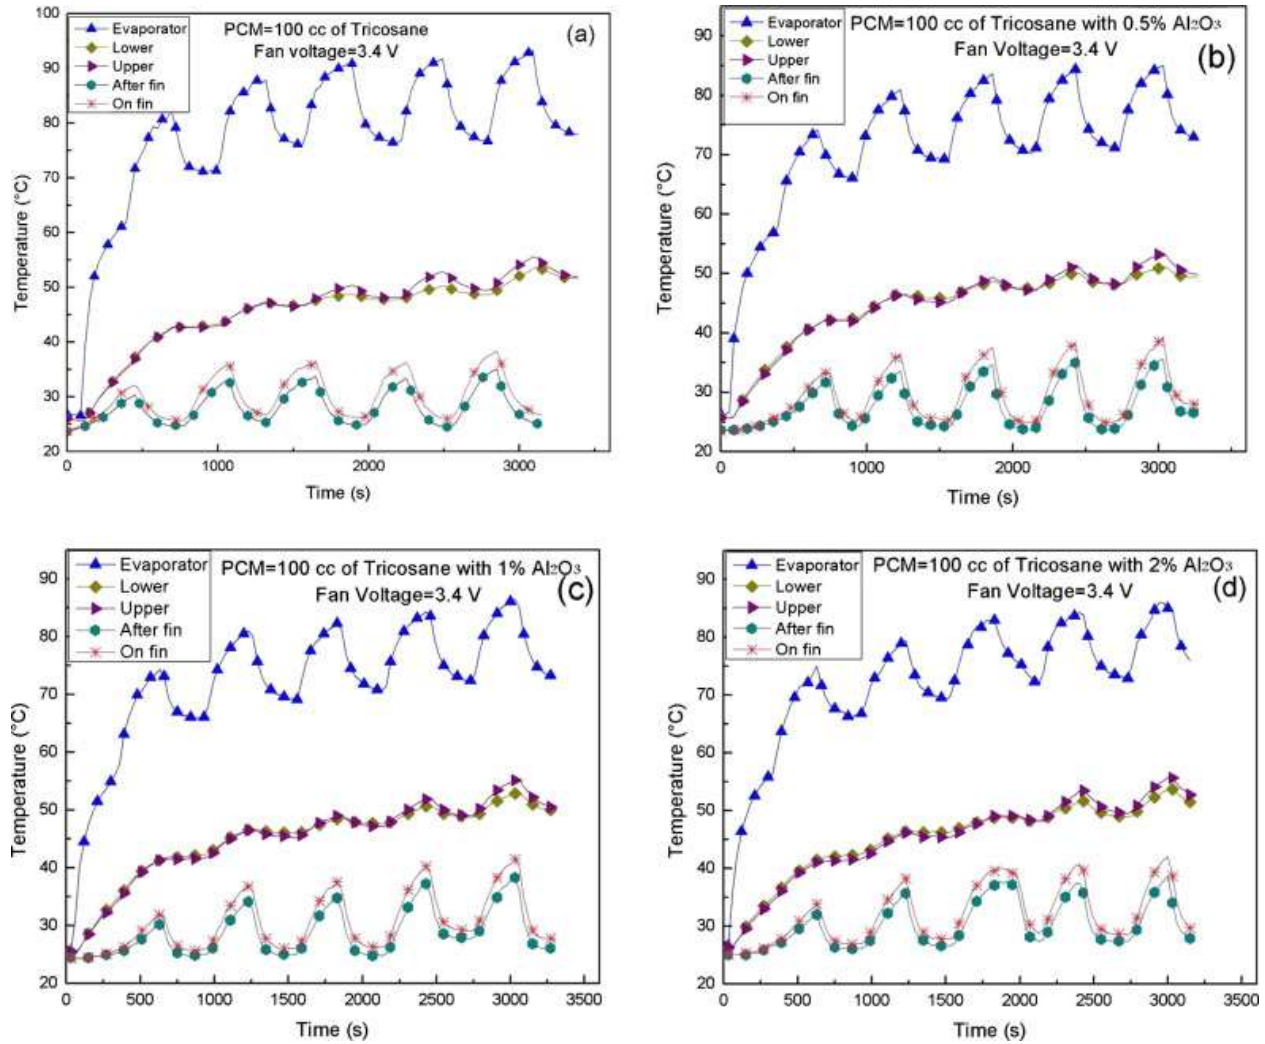 Evaporator
Lower
Upper
After fin
On fin
PCM=100 cc of Tricosane
Fan voltage=3.4 V
(a)
100
90
80
70
60
50
40
30
20
Temperature (°C)
0 1000 2000 3000
Time (s)
Evaporator
Lower
Upper
After fin
On fin
PCM=100 cc of Tricosane with 0.5% Al2O3
Fan Voltage=3.4 V
(b)
90
80
70
60
50
40
30
20
Temperature (°C)
0 1000 2000 3000
Time (s)
Evaporator
Lower
Upper
After fin
On fin
PCM=100 cc of Tricosane with 1% Al2O3
Fan Voltage=3.4 V
(c)
90
80
70
60
50
40
30
20
Temperature (°C)
0 500 1000 1500 2000 2500 3000 3500
Time (s)
Evaporator
Lower
Upper
After fin
On fin
PCM=100 cc of Tricosane with 2% Al2O3
Fan Voltage=3.4 V
(d)
90
80
70
60
50
40
30
20
Temperature (°C)
0 500 1000 1500 2000 2500 3000 3500
Time (s)